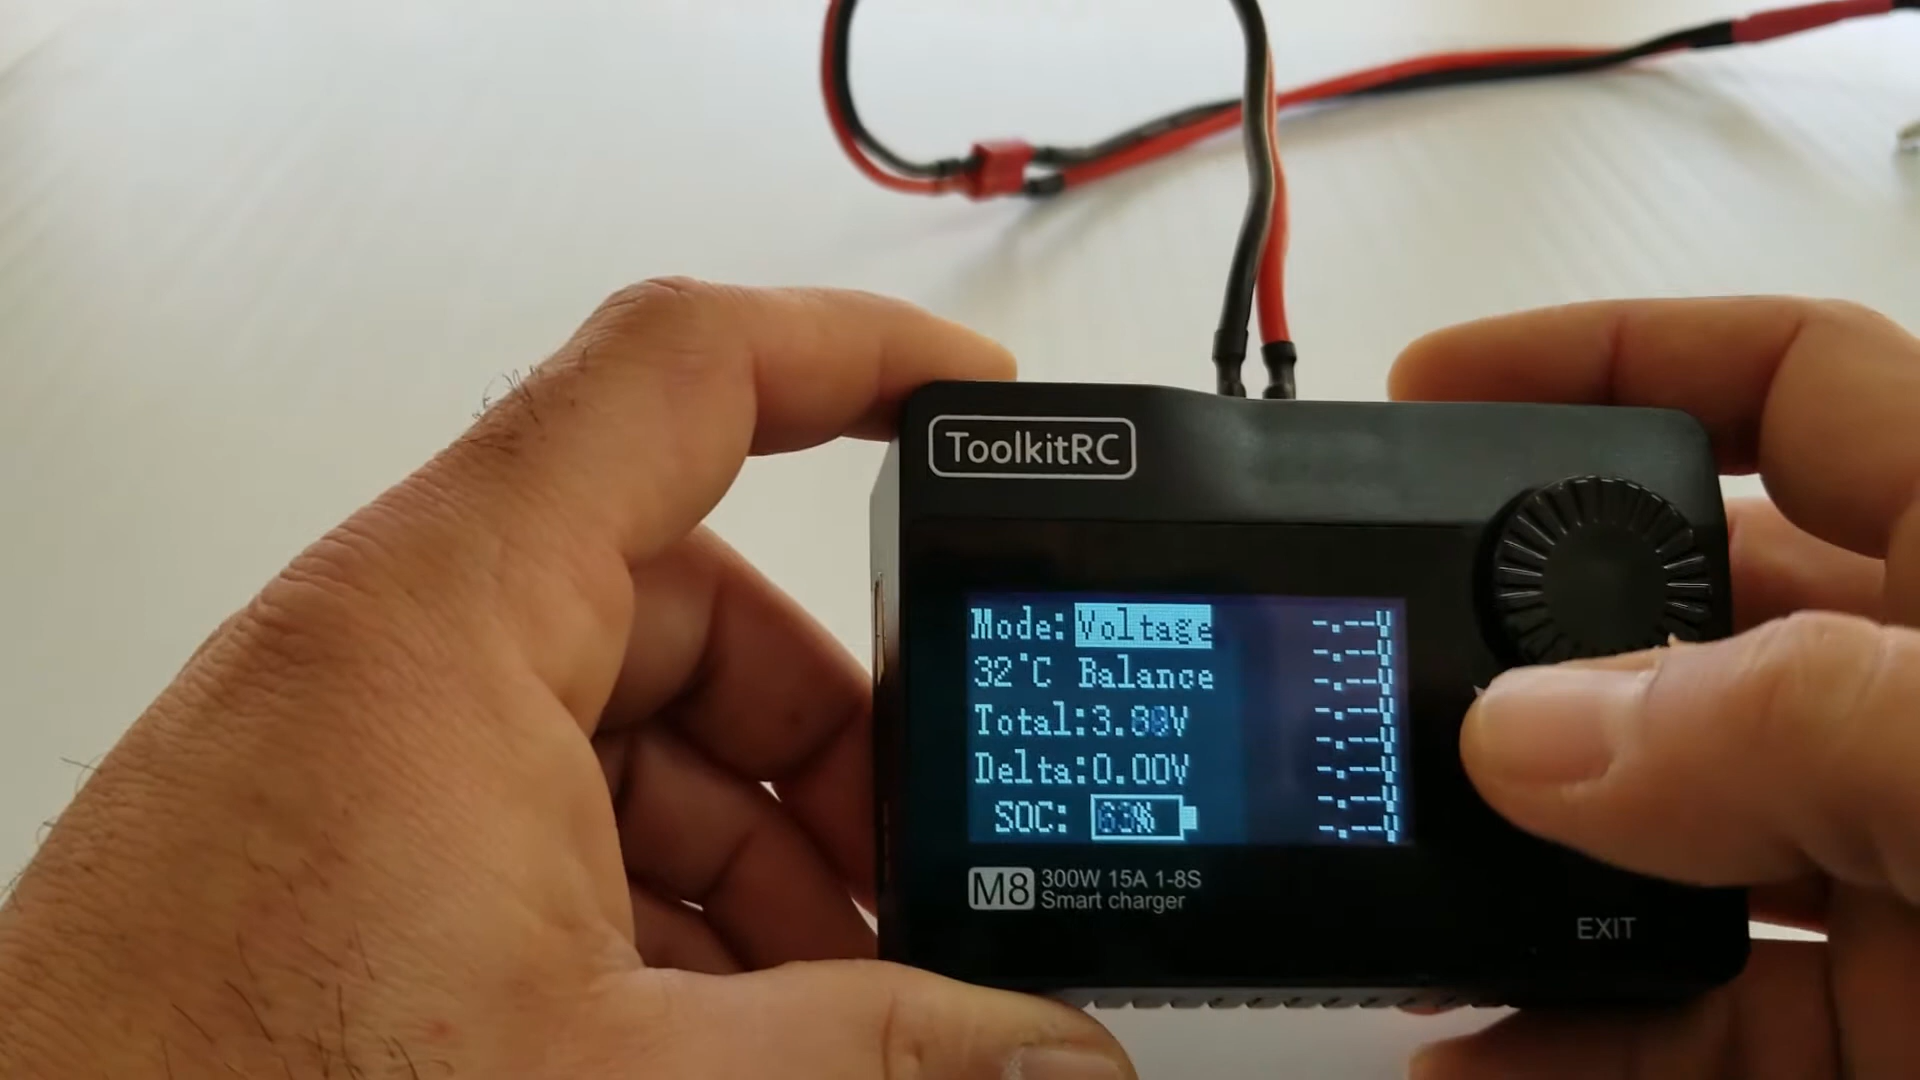 ToolkitRC
Mode:Voltage
32°C Balance
Total:3.88V
Delta:0.00V
SOC: 63%
-.--V
-.--V
-.--V
-.--V
-.--V
-.--V
-.--V
-.--V
M8 300W 15A 1-8S
Smart charger
EXIT